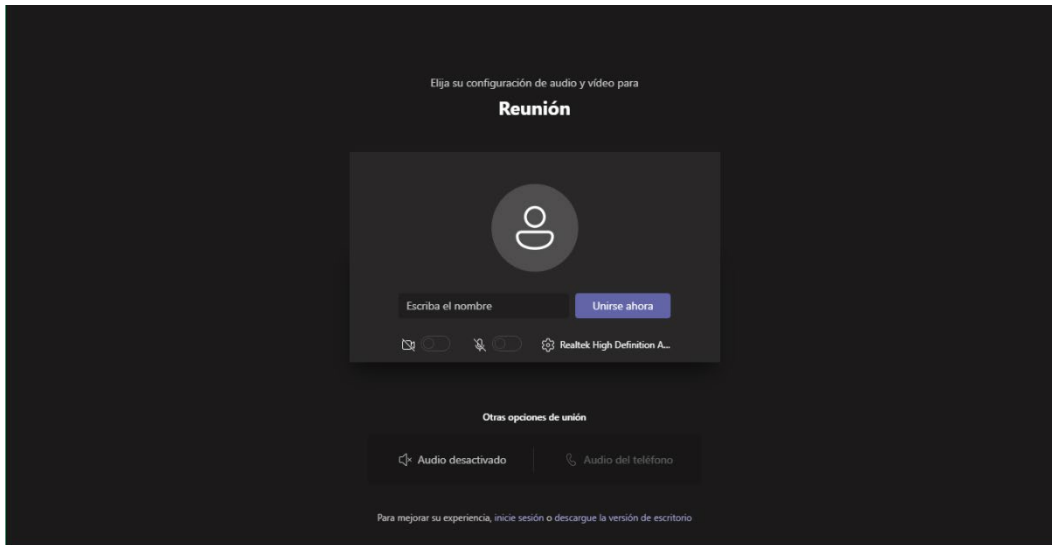 Elija su configuración de audio y vídeo para
Reunión
Escriba el nombre
Unirse ahora
Realtek High Definition A...
Otras opciones de unión
Audio desactivado
Audio del teléfono
Para mejorar su experiencia, inicie sesión o descargue la versión de escritorio